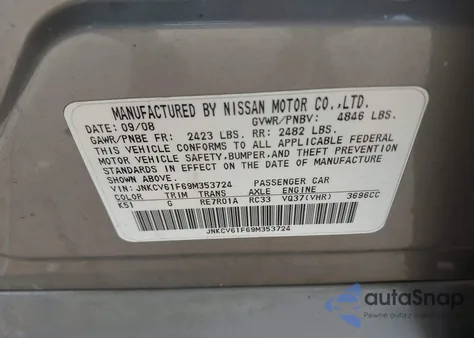 MANUFACTURED BY NISSAN MOTOR CO.,LTD.
DATE: 09/08 GVWR/PNBV: 4846 LBS.
GAWR/PNBE FR: 2423 LBS. RR: 2482 LBS.
THIS VEHICLE CONFORMS TO ALL APPLICABLE FEDERAL
MOTOR VEHICLE SAFETY,BUMPER,AND THEFT PREVENTION
STANDARDS IN EFFECT ON THE DATE OF MANUFACTURE
SHOWN ABOVE.
VIN: JNKCV61F69M353724 PASSENGER CAR
COLOR TRIM TRANS AXLE ENGINE
K51 G RE7R01A RC33 VQ37(VHR) 3696CC
JNKCV61F69M353724
autoSnap
Pewne auto z